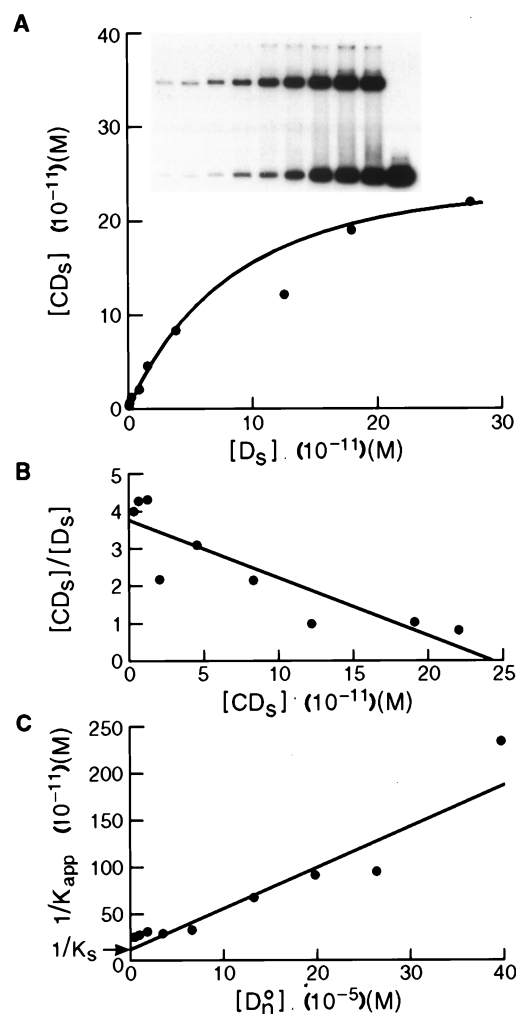 A
40
30
20
10
0
[CDs] (10⁻¹¹)(M)
0 10 20 30
[Ds]. (10⁻¹¹)(M)
B
5
4
3
2
1
0
[CDs]/[Ds]
0 5 10 15 20 25
[CDs]. (10⁻¹¹)(M)
C
250
200
150
100
50
0
1/Kapp (10⁻¹¹)(M)
1/Ks
0 10 20 30 40
[D°n]. (10⁻⁵)(M)